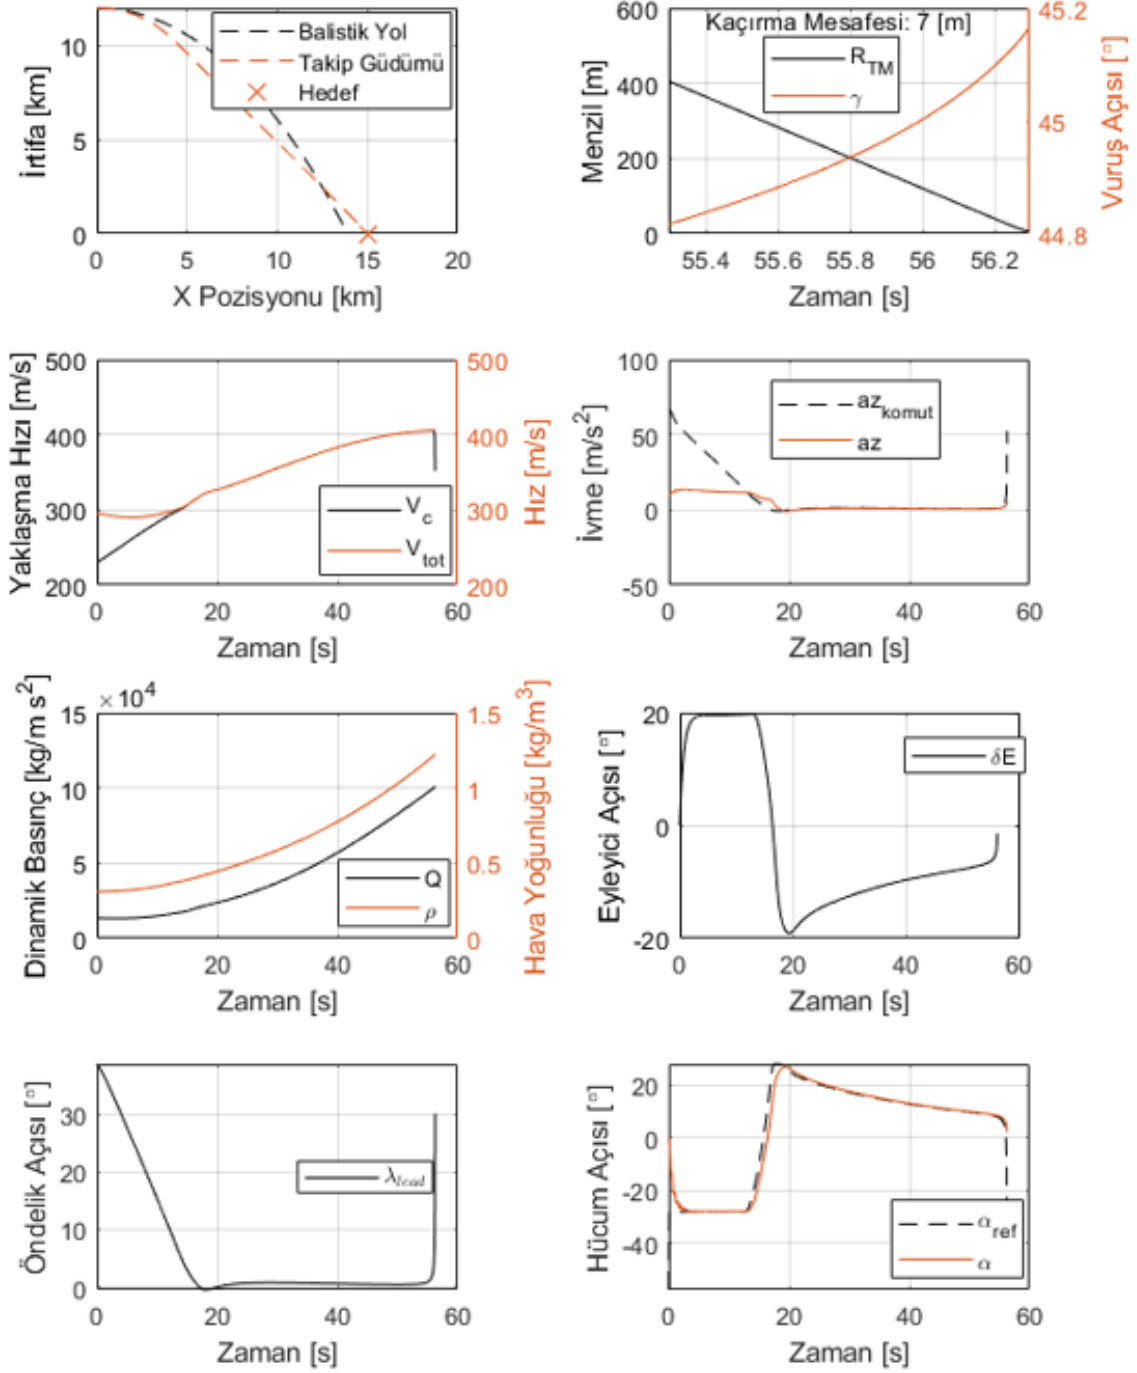 Balistik Yol
Takip Güdümü
Hedef
10
5
0
0
5
10
15
20
İrtifa [km]
X Pozisyonu [km]
Kaçırma Mesafesi: 7 [m]
R_TM
γ
600
400
200
0
45.2
45
44.8
55.4
55.6
55.8
56
56.2
Menzil [m]
Vuruş Açısı [°]
Zaman [s]
500
400
300
200
500
400
300
200
0
20
40
60
V_c
V_tot
Yaklaşma Hızı [m/s]
Hız [m/s]
Zaman [s]
100
50
0
-50
0
20
40
60
az_komut
az
İvme [m/s²]
Zaman [s]
×10⁴
15
10
5
0
1.5
1
0.5
0
0
20
40
60
Q
ρ
Dinamik Basınç [kg/m s²]
Hava Yoğunluğu [kg/m³]
Zaman [s]
20
0
-20
0
20
40
60
δE
Eyleyici Açısı [°]
Zaman [s]
30
20
10
0
0
20
40
60
λ_lead
Öndelik Açısı [°]
Zaman [s]
20
0
-20
-40
0
20
40
60
α_ref
α
Hücum Açısı [°]
Zaman [s]